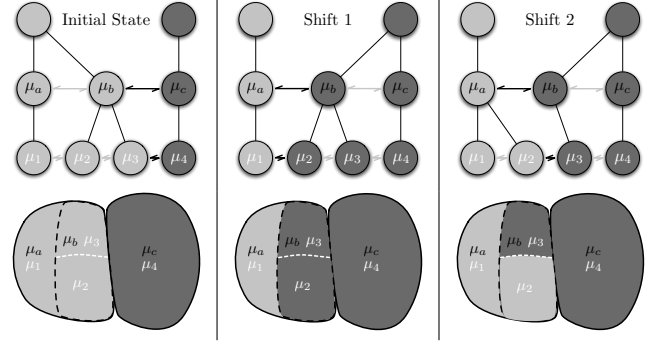 Initial State
μa μb μc
μ1 μ2 μ3 μ4
μa μb μ3 μc
μ1 μ4
μ2
Shift 1
μa μb μc
μ1 μ2 μ3 μ4
μa μb μ3 μc
μ1 μ4
μ2
Shift 2
μa μb μc
μ1 μ2 μ3 μ4
μa μb μ3 μc
μ1 μ4
μ2